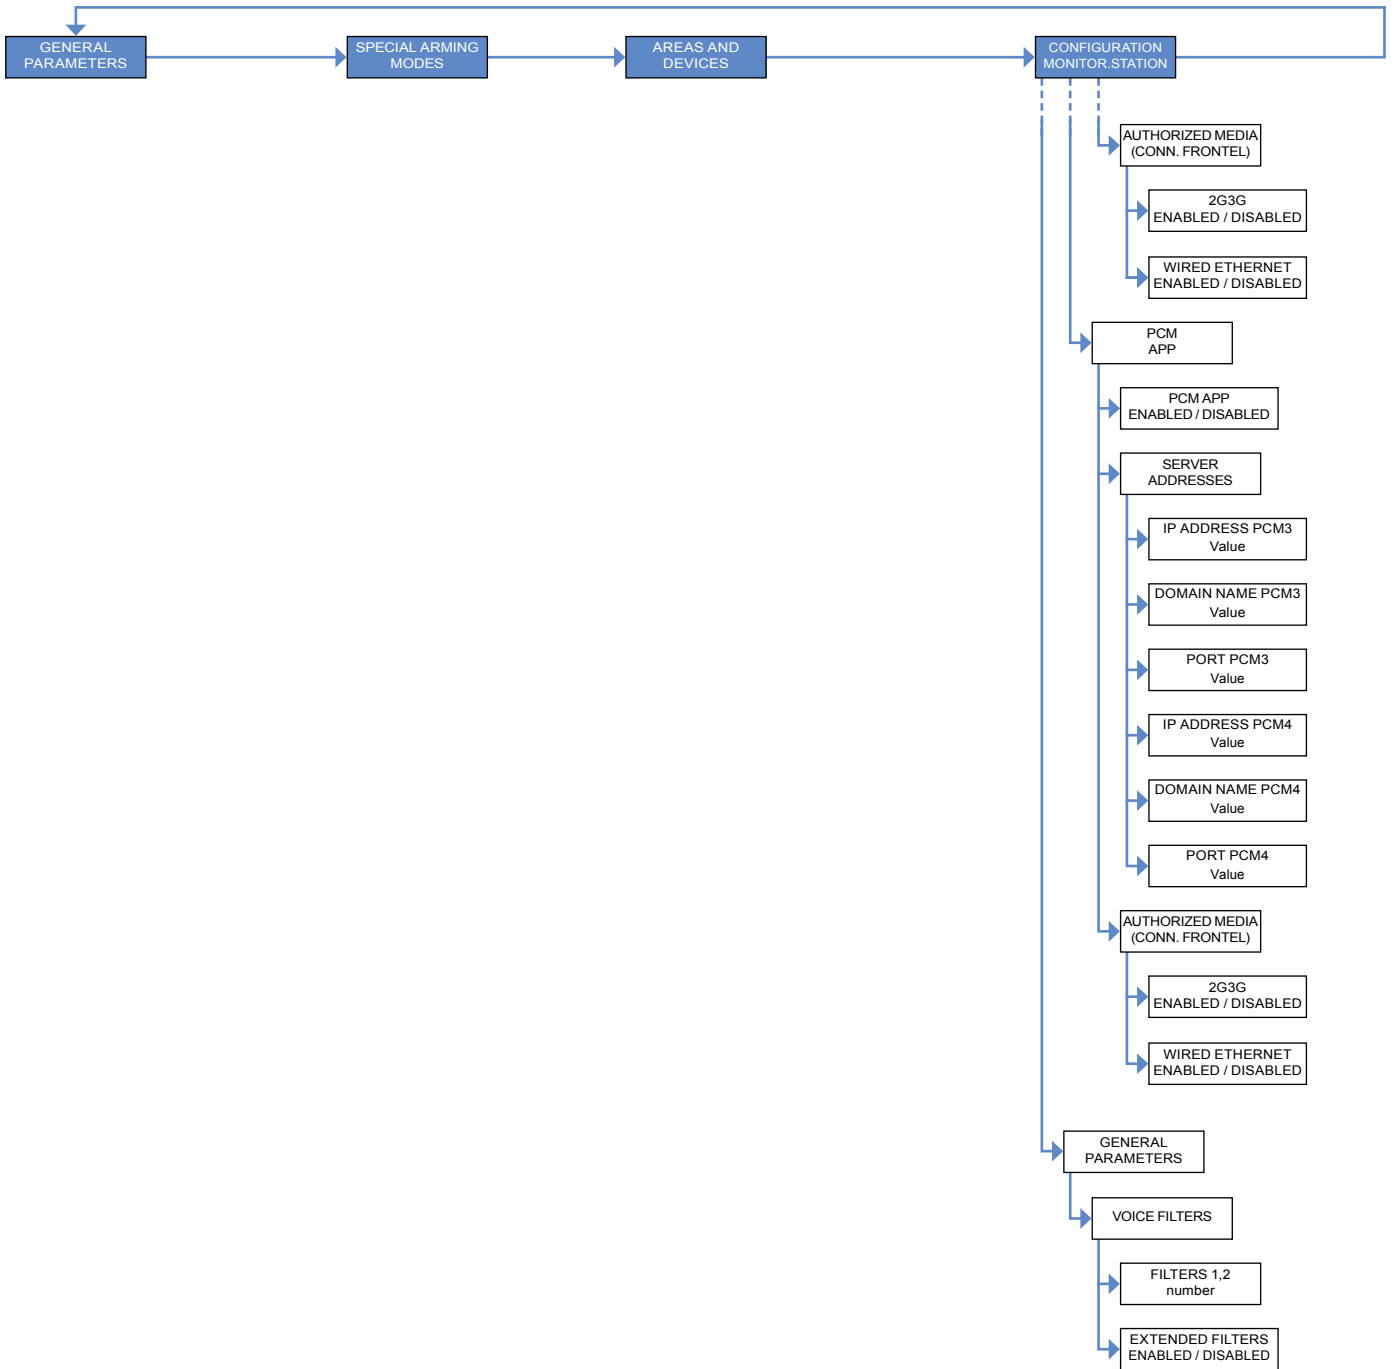 GENERAL
PARAMETERS
SPECIAL ARMING
MODES
AREAS AND
DEVICES
CONFIGURATION
MONITOR.STATION
AUTHORIZED MEDIA
(CONN. FRONTEL)
2G3G
ENABLED / DISABLED
WIRED ETHERNET
ENABLED / DISABLED
PCM
APP
PCM APP
ENABLED / DISABLED
SERVER
ADDRESSES
IP ADDRESS PCM3
Value
DOMAIN NAME PCM3
Value
PORT PCM3
Value
IP ADDRESS PCM4
Value
DOMAIN NAME PCM4
Value
PORT PCM4
Value
AUTHORIZED MEDIA
(CONN. FRONTEL)
2G3G
ENABLED / DISABLED
WIRED ETHERNET
ENABLED / DISABLED
GENERAL
PARAMETERS
VOICE FILTERS
FILTERS 1,2
number
EXTENDED FILTERS
ENABLED / DISABLED